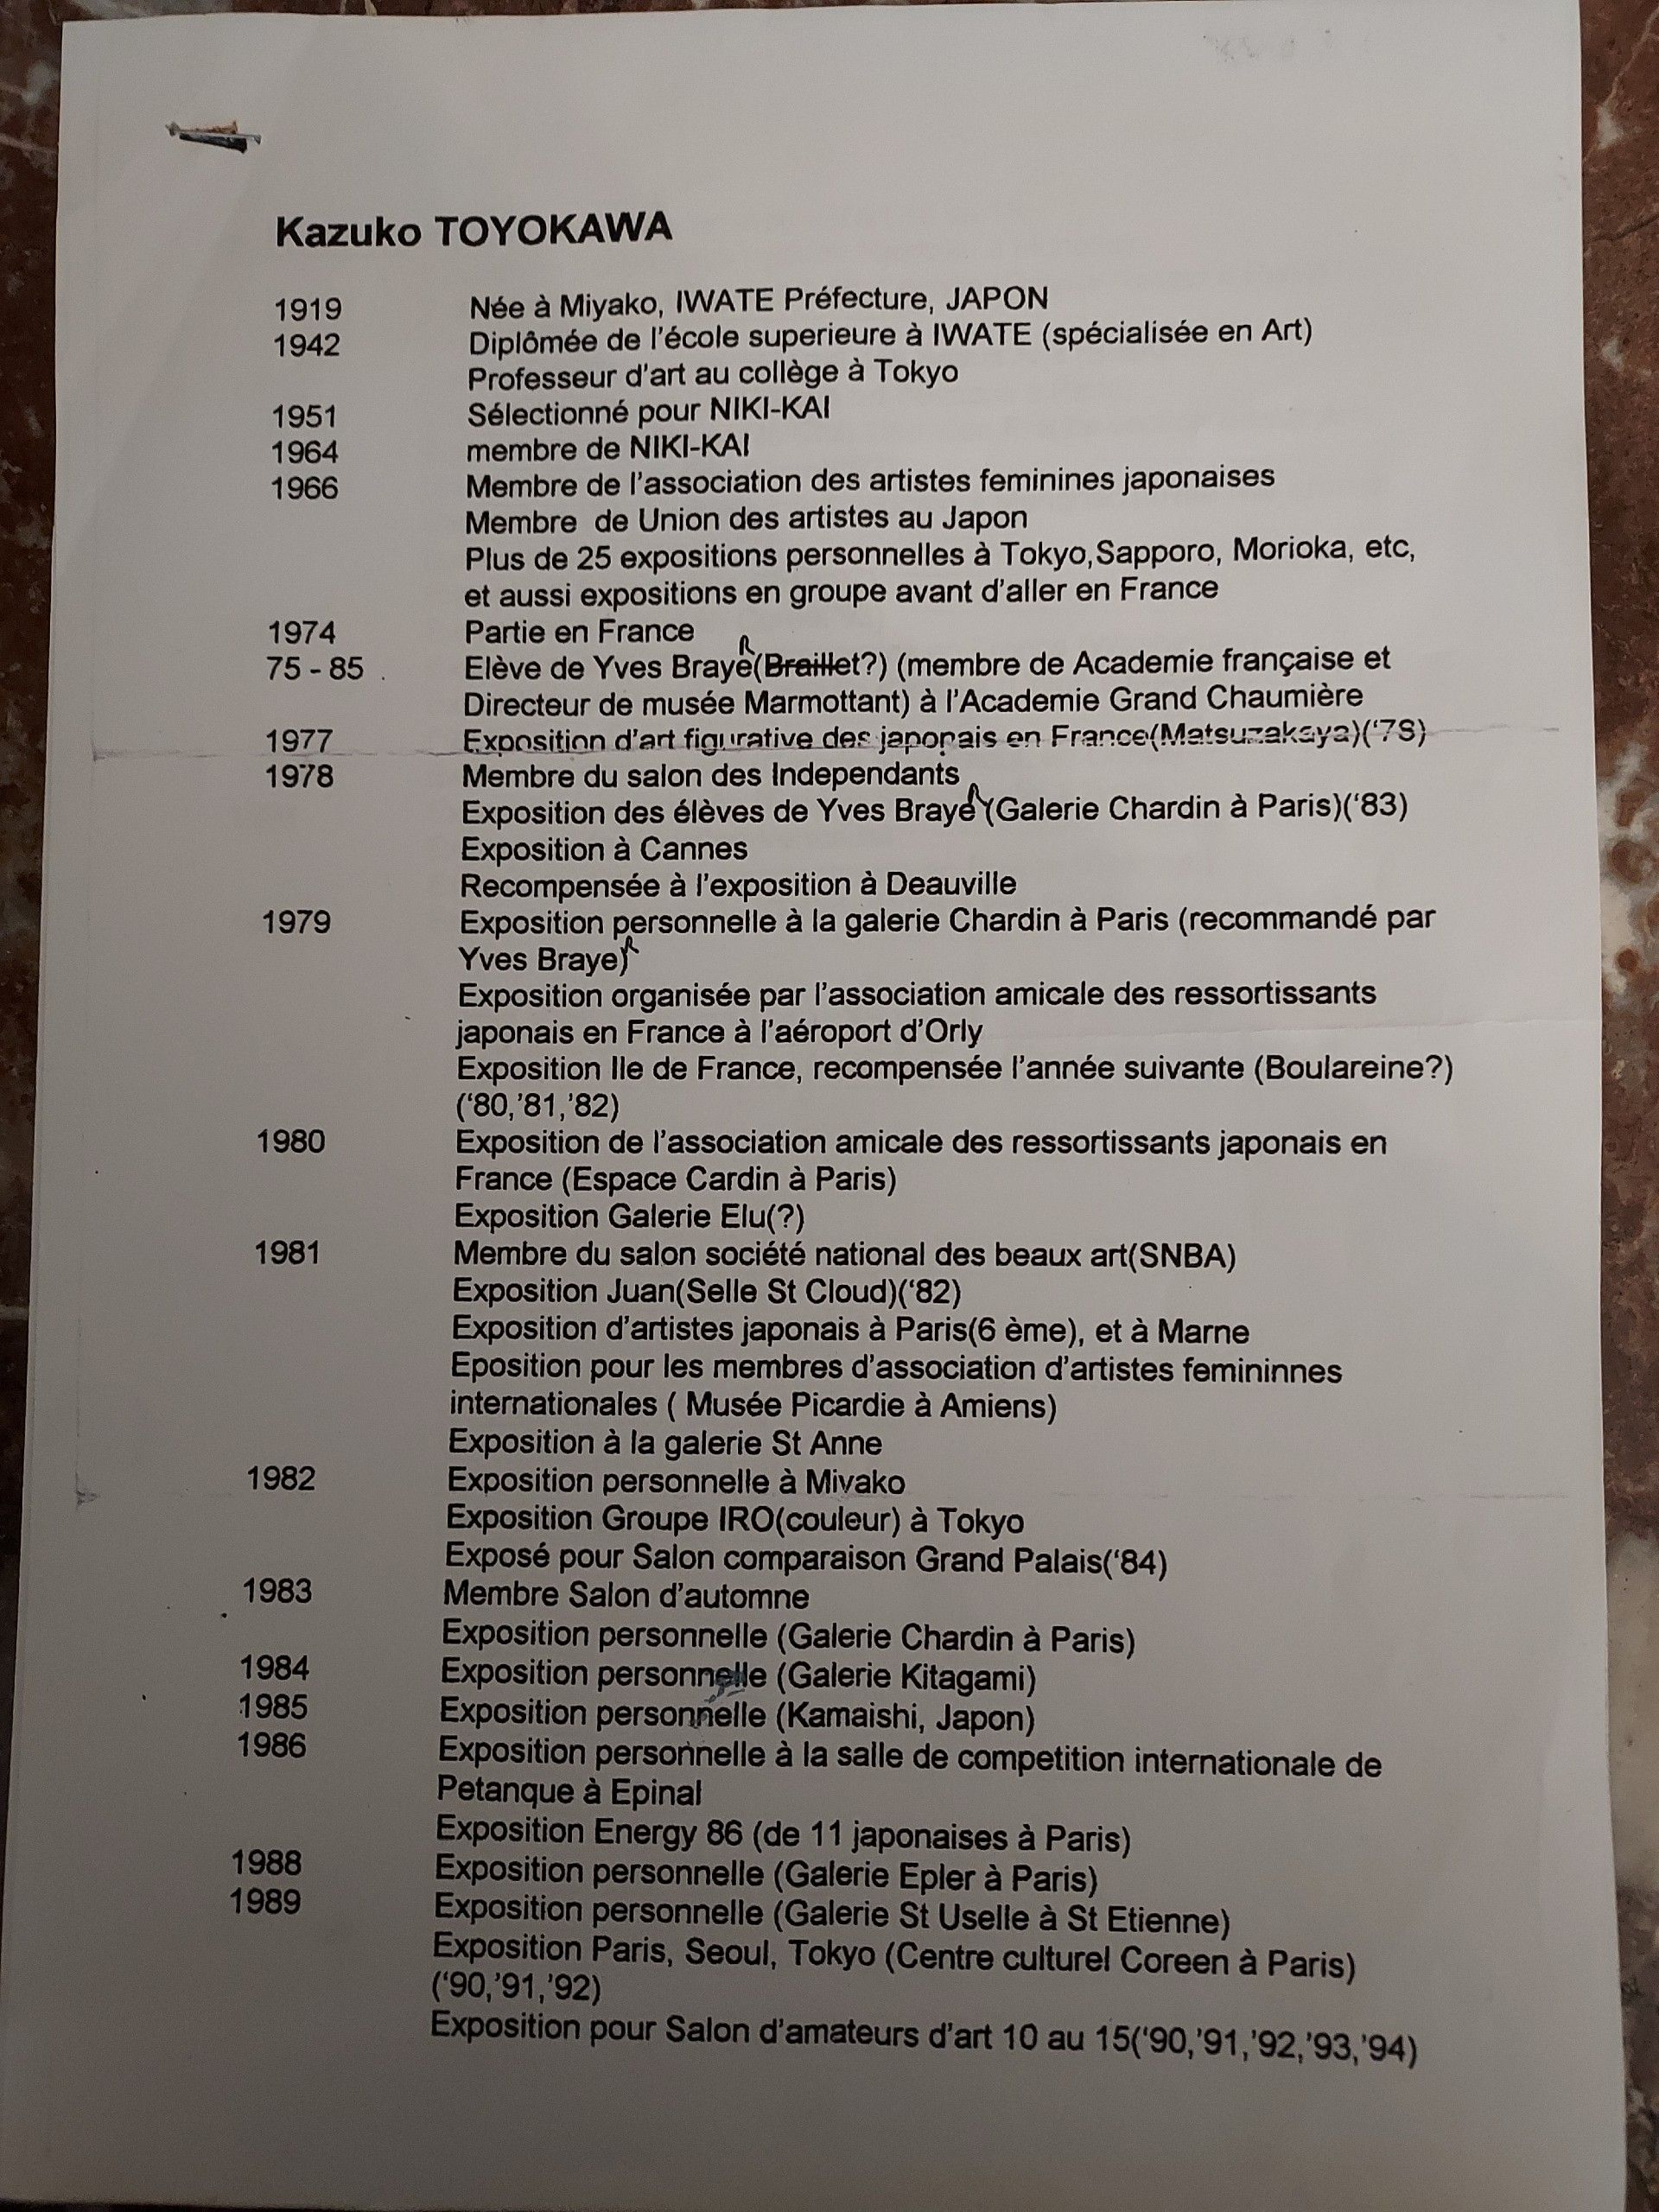 Kazuko TOYOKAWA
1919 Née à Miyako, IWATE Préfecture, JAPON
1942 Diplômée de l'école superieure à IWATE (spécialisée en Art)
Professeur d'art au collège à Tokyo
1951 Sélectionné pour NIKI-KAI
1964 membre de NIKI-KAI
1966 Membre de l'association des artistes feminines japonaises
Membre de Union des artistes au Japon
Plus de 25 expositions personnelles à Tokyo,Sapporo, Morioka, etc,
et aussi expositions en groupe avant d'aller en France
1974 Partie en France
75 - 85 Elève de Yves Brayer(Braillet?) (membre de Academie française et
Directeur de musée Marmottant) à l'Academie Grand Chaumière
1977 Exposition d'art figurative des japonais en France(Matsuzakaya)('78)
1978 Membre du salon des Independants
Exposition des élèves de Yves Brayer (Galerie Chardin à Paris)('83)
Exposition à Cannes
Recompensée à l'exposition à Deauville
1979 Exposition personnelle à la galerie Chardin à Paris (recommandé par
Yves Brayer)
Exposition organisée par l'association amicale des ressortissants
japonais en France à l'aéroport d'Orly
Exposition Ile de France, recompensée l'année suivante (Boulareine?)
('80,'81,'82)
1980 Exposition de l'association amicale des ressortissants japonais en
France (Espace Cardin à Paris)
Exposition Galerie Elu(?)
1981 Membre du salon société national des beaux art(SNBA)
Exposition Juan(Selle St Cloud)('82)
Exposition d'artistes japonais à Paris(6 ème), et à Marne
Eposition pour les membres d'association d'artistes femininnes
internationales ( Musée Picardie à Amiens)
Exposition à la galerie St Anne
1982 Exposition personnelle à Miyako
Exposition Groupe IRO(couleur) à Tokyo
Exposé pour Salon comparaison Grand Palais('84)
1983 Membre Salon d'automne
Exposition personnelle (Galerie Chardin à Paris)
1984 Exposition personnelle (Galerie Kitagami)
1985 Exposition personnelle (Kamaishi, Japon)
1986 Exposition personnelle à la salle de competition internationale de
Petanque à Epinal
Exposition Energy 86 (de 11 japonaises à Paris)
1988 Exposition personnelle (Galerie Epler à Paris)
1989 Exposition personnelle (Galerie St Uselle à St Etienne)
Exposition Paris, Seoul, Tokyo (Centre culturel Coreen à Paris)
('90,'91,'92)
Exposition pour Salon d'amateurs d'art 10 au 15('90,'91,'92,'93,'94)